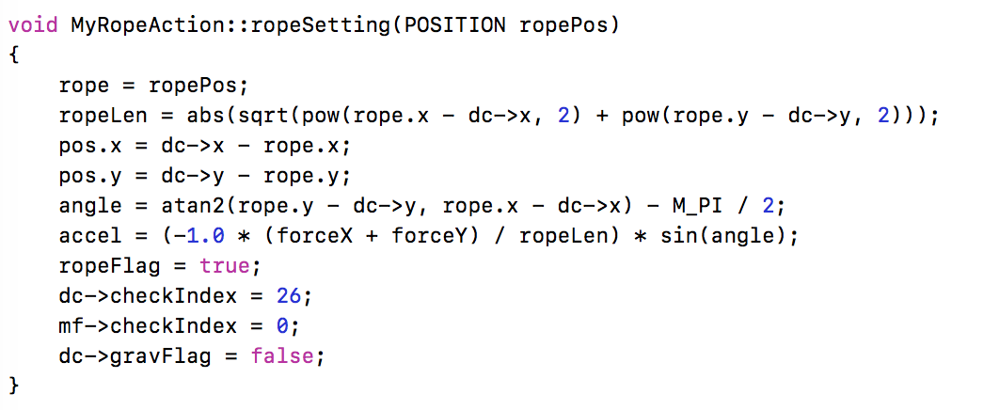 void MyRopeAction::ropeSetting(POSITION ropePos)
{
    rope = ropePos;
    ropeLen = abs(sqrt(pow(rope.x - dc->x, 2) + pow(rope.y - dc->y, 2)));
    pos.x = dc->x - rope.x;
    pos.y = dc->y - rope.y;
    angle = atan2(rope.y - dc->y, rope.x - dc->x) - M_PI / 2;
    accel = (-1.0 * (forceX + forceY) / ropeLen) * sin(angle);
    ropeFlag = true;
    dc->checkIndex = 26;
    mf->checkIndex = 0;
    dc->gravFlag = false;
}